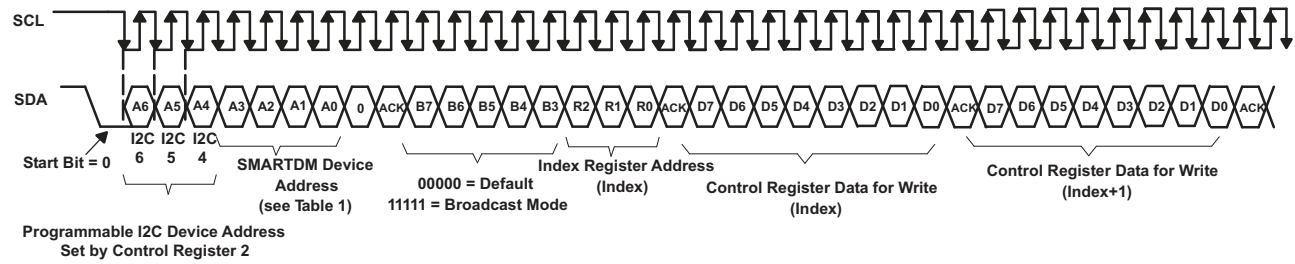 SCL
SDA
A6 A5 A4 A3 A2 A1 A0 0 ACK B7 B6 B5 B4 B3 R2 R1 R0 ACK D7 D6 D5 D4 D3 D2 D1 D0 ACK D7 D6 D5 D4 D3 D2 D1 D0 ACK
Start Bit = 0
I2C I2C I2C
6 5 4
SMARTDM Device
Address
(see Table 1)
00000 = Default
11111 = Broadcast Mode
Index Register Address
(Index)
Control Register Data for Write
(Index)
Control Register Data for Write
(Index+1)
Programmable I2C Device Address
Set by Control Register 2